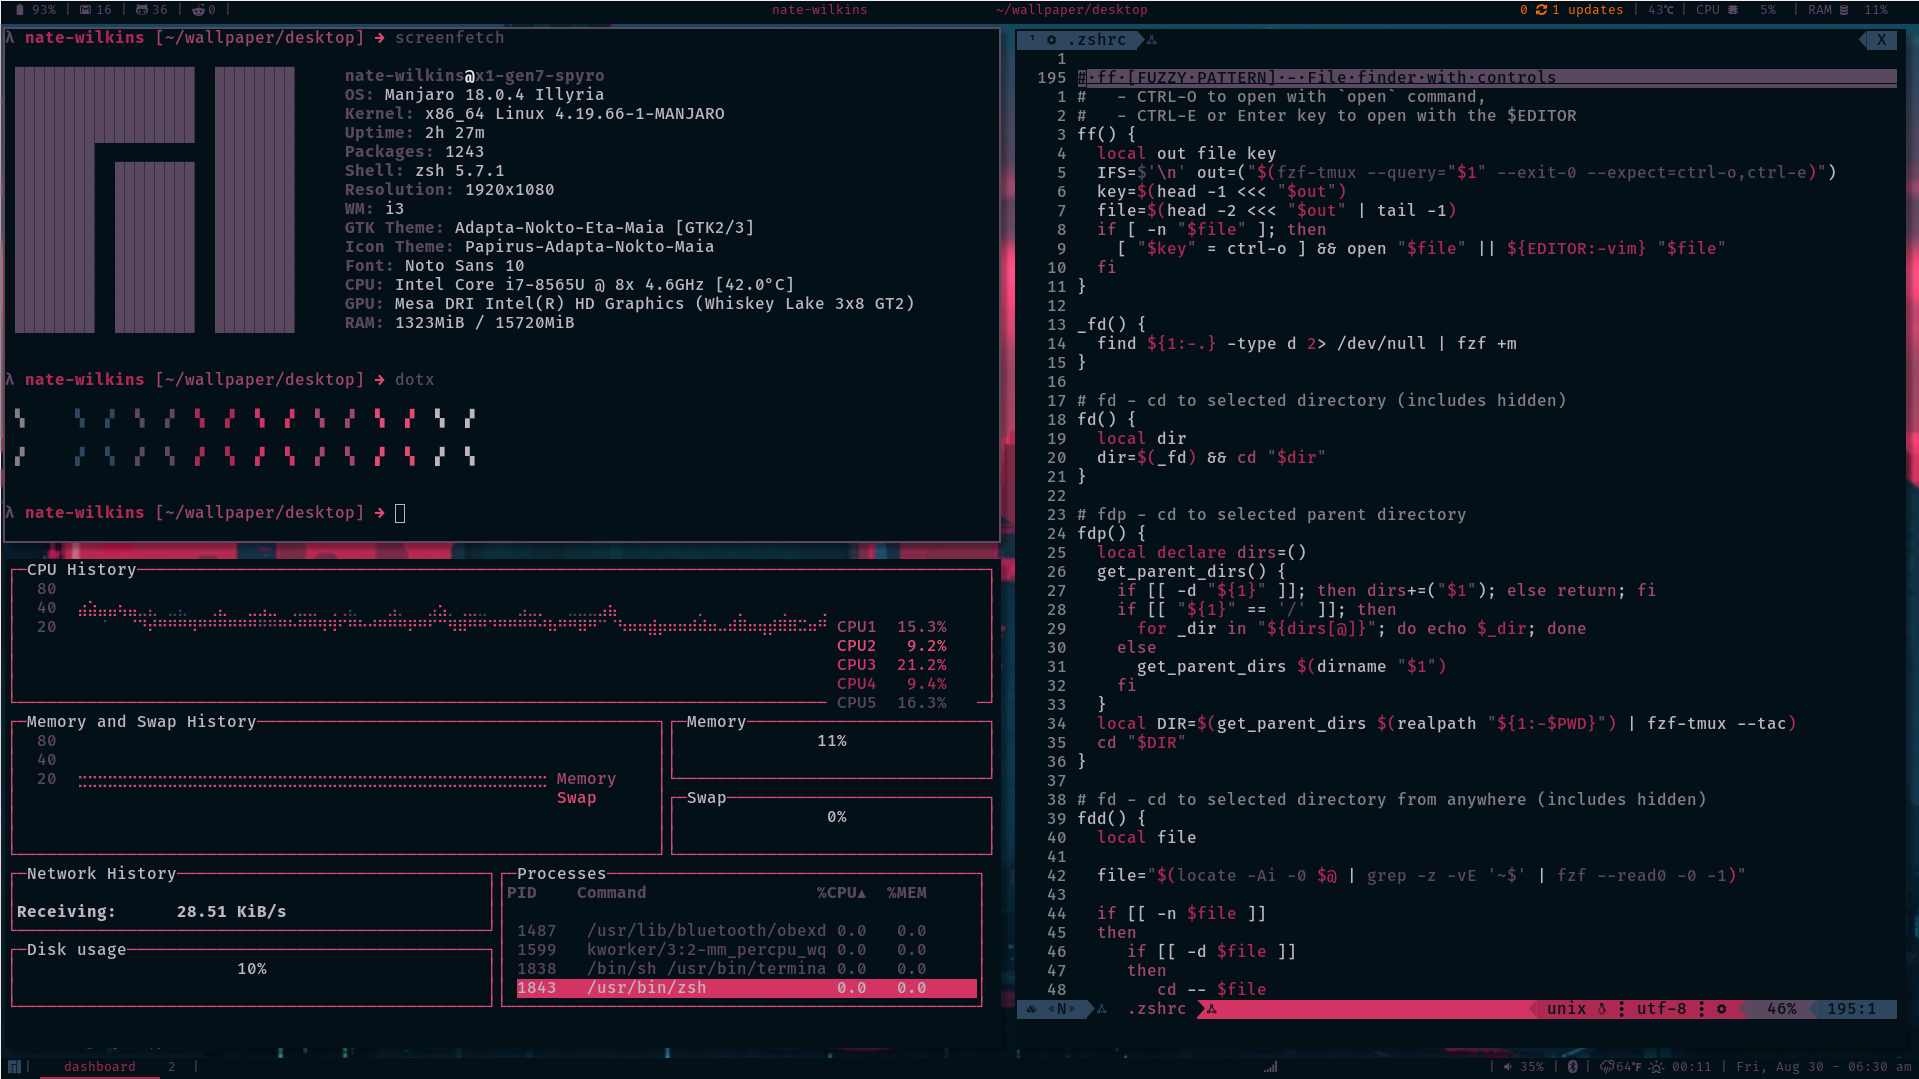 93% | 16 | 36 | 0 |
nate-wilkins
~/wallpaper/desktop
0 1 updates | 43℃ | CPU 5% | RAM 11%
λ nate-wilkins [~/wallpaper/desktop] → screenfetch
nate-wilkins@x1-gen7-spyro
OS: Manjaro 18.0.4 Illyria
Kernel: x86_64 Linux 4.19.66-1-MANJARO
Uptime: 2h 27m
Packages: 1243
Shell: zsh 5.7.1
Resolution: 1920x1080
WM: i3
GTK Theme: Adapta-Nokto-Eta-Maia [GTK2/3]
Icon Theme: Papirus-Adapta-Nokto-Maia
Font: Noto Sans 10
CPU: Intel Core i7-8565U @ 8x 4.6GHz [42.0°C]
GPU: Mesa DRI Intel(R) HD Graphics (Whiskey Lake 3x8 GT2)
RAM: 1323MiB / 15720MiB
λ nate-wilkins [~/wallpaper/desktop] → dotx
λ nate-wilkins [~/wallpaper/desktop] →
CPU History
80
40
20
CPU1 15.3%
CPU2 9.2%
CPU3 21.2%
CPU4 9.4%
CPU5 16.3%
Memory and Swap History
80
40
20
Memory
Swap
Memory
11%
Swap
0%
Network History
Receiving: 28.51 KiB/s
Disk usage
10%
Processes
PID Command %CPU▲ %MEM
1487 /usr/lib/bluetooth/obexd 0.0 0.0
1599 kworker/3:2-mm_percpu_wq 0.0 0.0
1838 /bin/sh /usr/bin/termina 0.0 0.0
1843 /usr/bin/zsh 0.0 0.0
¹ .zshrc X
1
195 #·ff·[FUZZY·PATTERN]·-·File·finder·with·controls
1 #   - CTRL-O to open with `open` command,
2 #   - CTRL-E or Enter key to open with the $EDITOR
3 ff() {
4   local out file key
5   IFS=$'\n' out=("$(fzf-tmux --query="$1" --exit-0 --expect=ctrl-o,ctrl-e)")
6   key=$(head -1 <<< "$out")
7   file=$(head -2 <<< "$out" | tail -1)
8   if [ -n "$file" ]; then
9     [ "$key" = ctrl-o ] && open "$file" || ${EDITOR:-vim} "$file"
10   fi
11 }
12
13 _fd() {
14   find ${1:-.} -type d 2> /dev/null | fzf +m
15 }
16
17 # fd - cd to selected directory (includes hidden)
18 fd() {
19   local dir
20   dir=$(_fd) && cd "$dir"
21 }
22
23 # fdp - cd to selected parent directory
24 fdp() {
25   local declare dirs=()
26   get_parent_dirs() {
27     if [[ -d "${1}" ]]; then dirs+=("$1"); else return; fi
28     if [[ "${1}" == '/' ]]; then
29       for _dir in "${dirs[@]}"; do echo $_dir; done
30     else
31       get_parent_dirs $(dirname "$1")
32     fi
33   }
34   local DIR=$(get_parent_dirs $(realpath "${1:-$PWD}") | fzf-tmux --tac)
35   cd "$DIR"
36 }
37
38 # fd - cd to selected directory from anywhere (includes hidden)
39 fdd() {
40   local file
41
42   file="$(locate -Ai -0 $@ | grep -z -vE '~$' | fzf --read0 -0 -1)"
43
44   if [[ -n $file ]]
45   then
46      if [[ -d $file ]]
47      then
48         cd -- $file
«N» .zshrc unix utf-8 46% 195:1
dashboard 2 |
| 35% | | 64℉ 00:11 | Fri, Aug 30 - 06:30 am